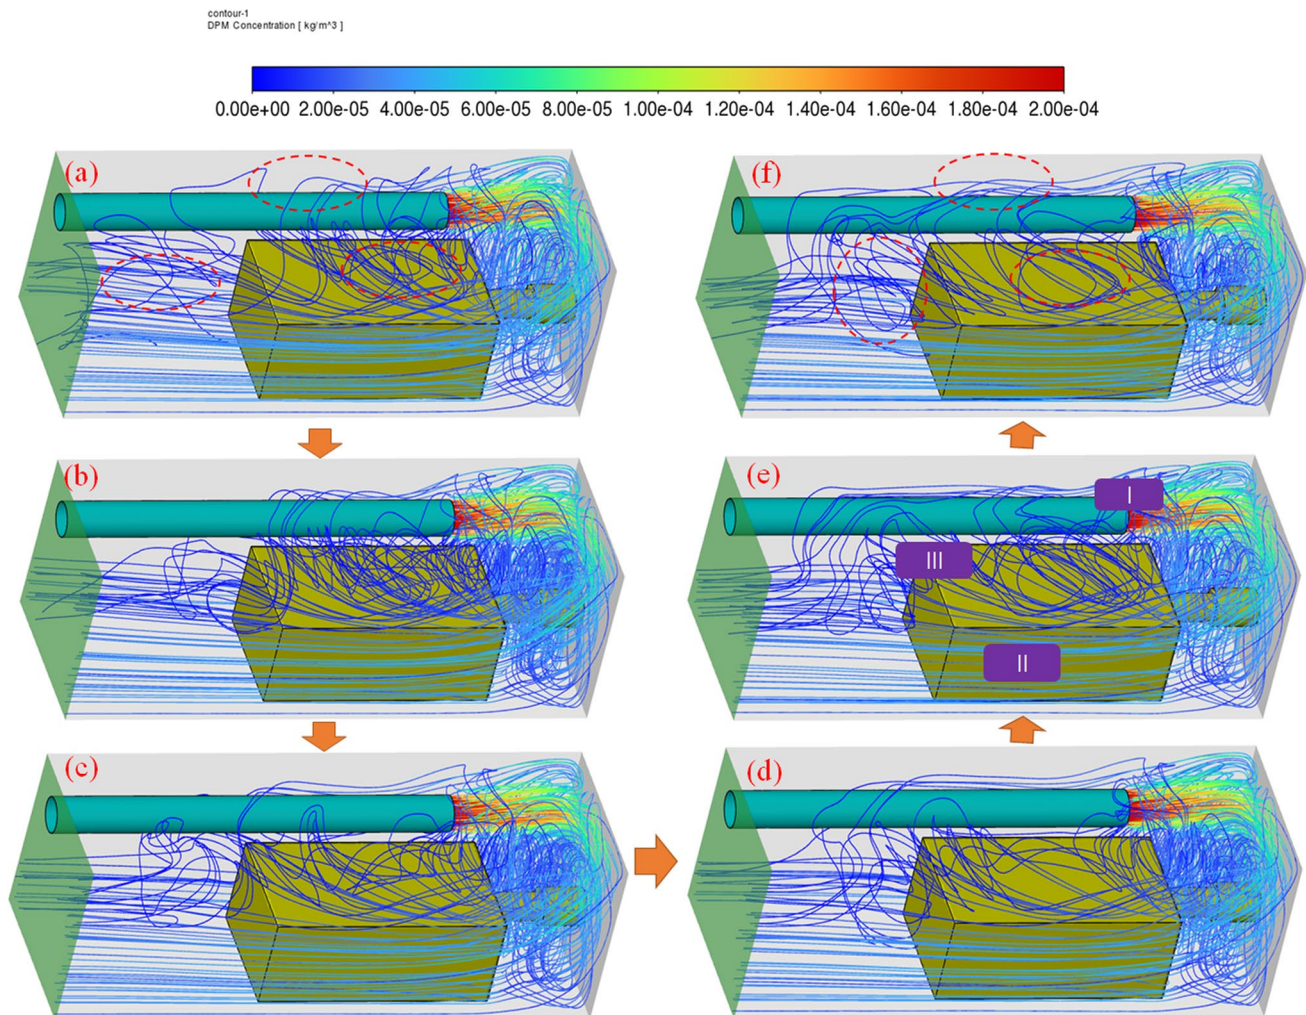 contour-1
DPM Concentration [ kg/m^3 ]
0.00e+00 2.00e-05 4.00e-05 6.00e-05 8.00e-05 1.00e-04 1.20e-04 1.40e-04 1.60e-04 1.80e-04 2.00e-04
(a)
(f)
(b)
(e)
I
III
II
(c)
(d)